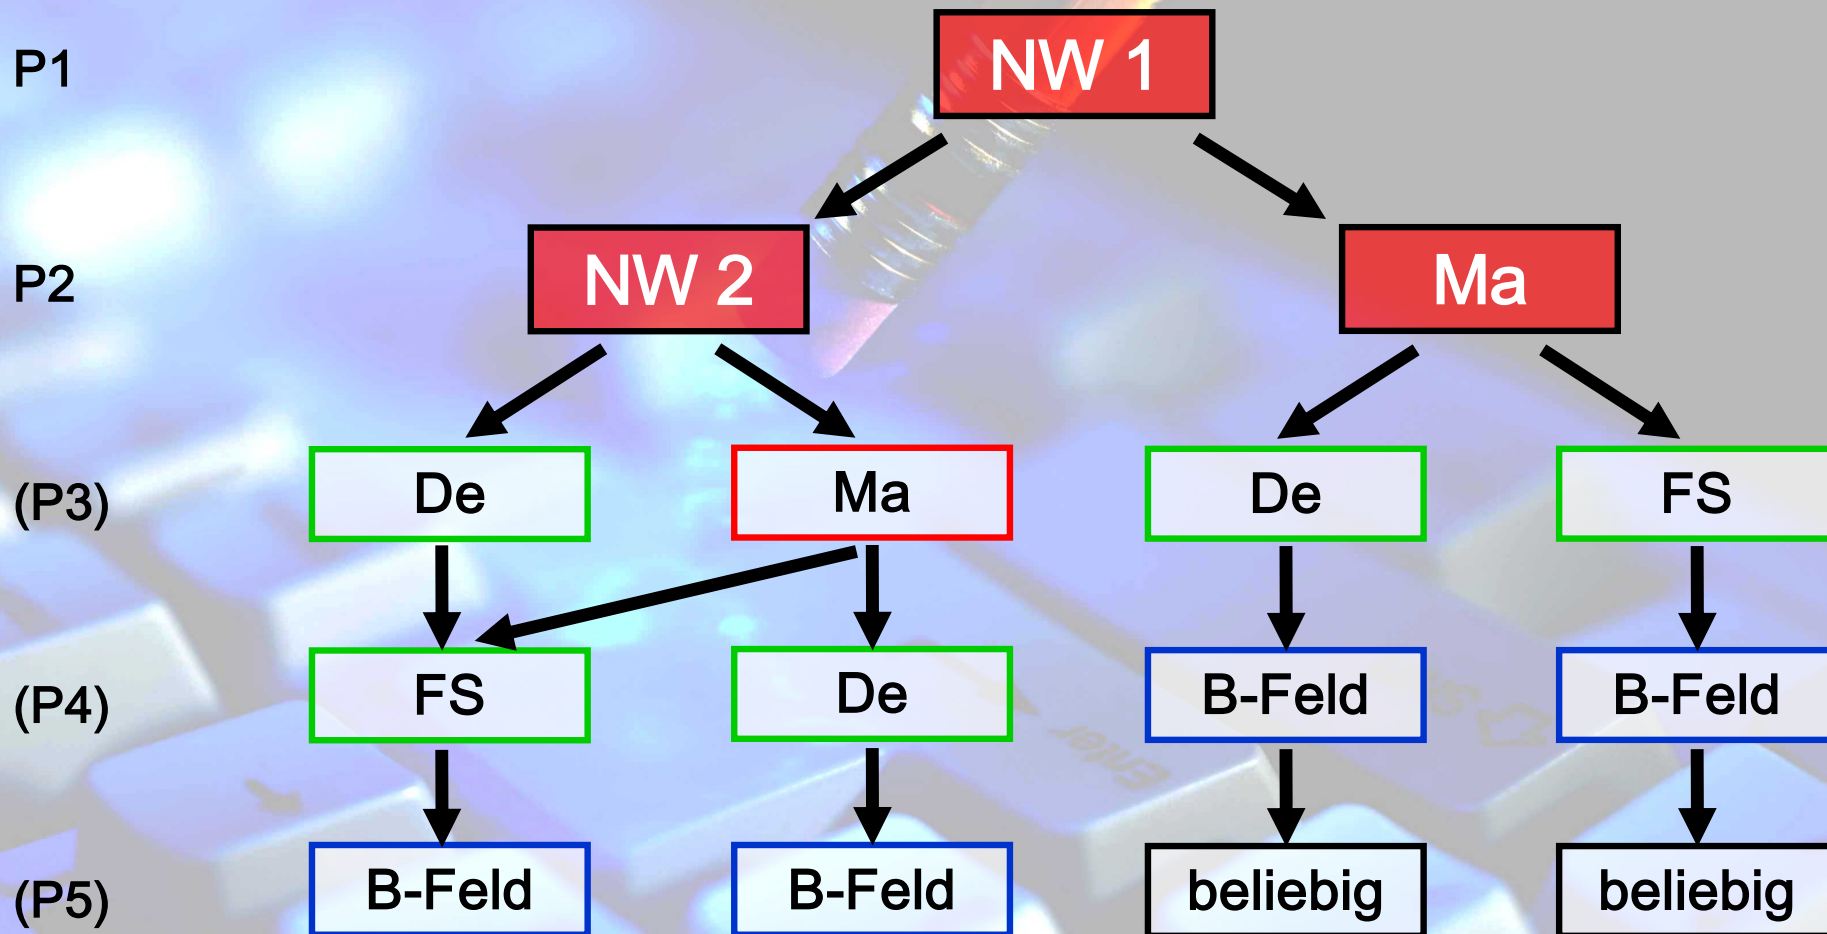 P1 NW 1
P2 NW 2 Ma
(P3) De Ma De FS
(P4) FS De B-Feld B-Feld
Enter
(P5) B-Feld B-Feld beliebig beliebig